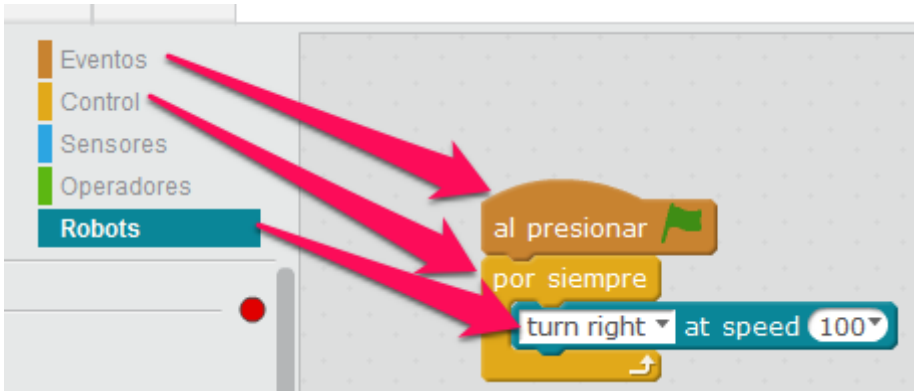 Eventos
Control
Sensores
Operadores
Robots
al presionar
por siempre
turn right at speed 100